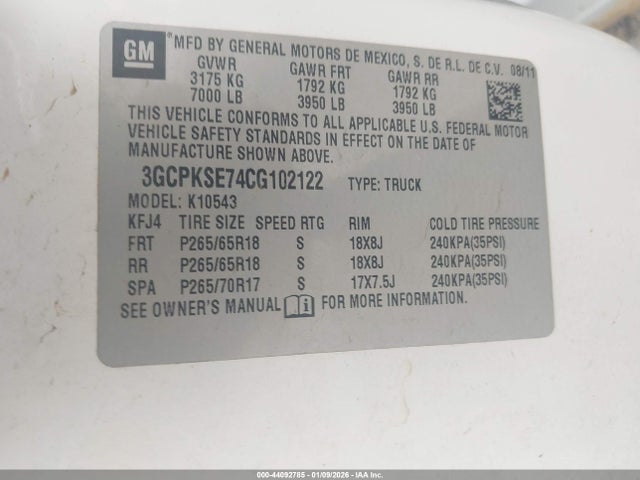 GM *MFD BY GENERAL MOTORS DE MEXICO, S. DE R.L. DE C.V. 08/11
GVWR GAWR FRT GAWR RR
3175 KG 1792 KG 1792 KG
7000 LB 3950 LB 3950 LB
THIS VEHICLE CONFORMS TO ALL APPLICABLE U.S. FEDERAL MOTOR
VEHICLE SAFETY STANDARDS IN EFFECT ON THE DATE OF
MANUFACTURE SHOWN ABOVE.
3GCPKSE74CG102122 TYPE: TRUCK
MODEL: K10543
KFJ4 TIRE SIZE SPEED RTG RIM COLD TIRE PRESSURE
FRT P265/65R18 S 18X8J 240KPA(35PSI)
RR P265/65R18 S 18X8J 240KPA(35PSI)
SPA P265/70R17 S 17X7.5J 240KPA(35PSI)
SEE OWNER'S MANUAL FOR MORE INFORMATION.
000-44092785 - 01/09/2026 - IAA, Inc.